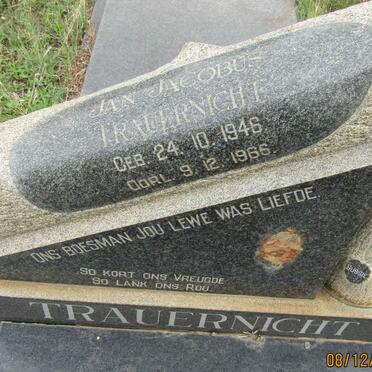 JAN JACOBUS
TRAUERNICHT
GEB 24. 10. 1946
OORL. 9. 12. 1966.
ONS BOESMAN JOU LEWE WAS LIEFDE.
SO KORT ONS VREUGDE
SO LANK ONS ROU.
TRAUERNICHT
08/12/